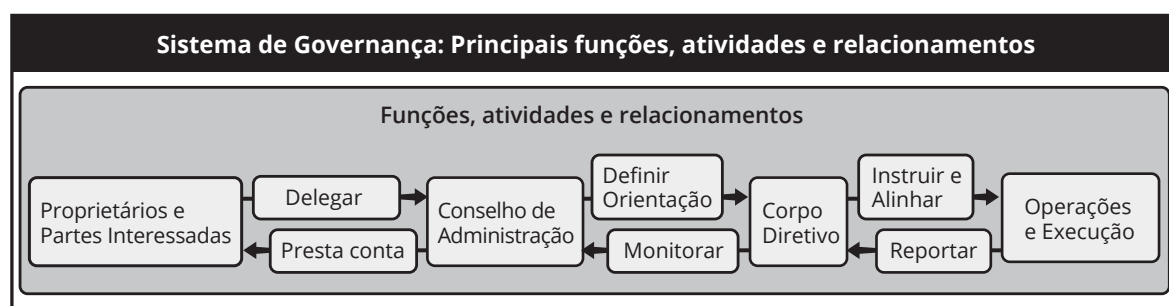 Sistema de Governança: Principais funções, atividades e relacionamentos
Funções, atividades e relacionamentos
Proprietários e
Partes Interessadas
Delegar
Presta conta
Conselho de
Administração
Definir
Orientação
Monitorar
Corpo
Diretivo
Instruir e
Alinhar
Reportar
Operações
e Execução